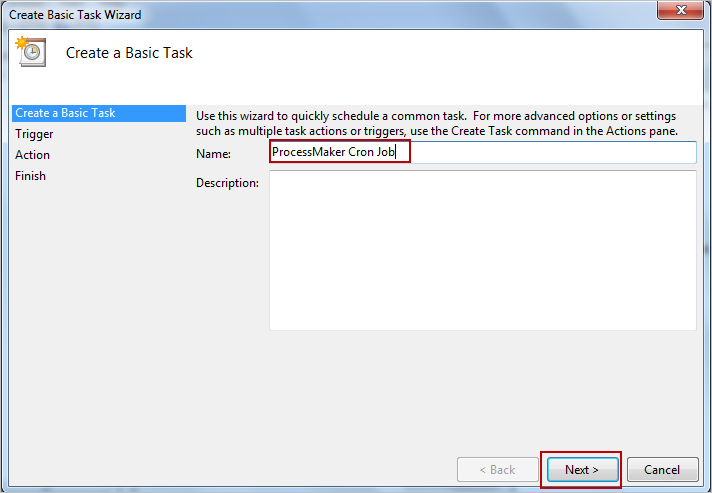 Create Basic Task Wizard
Create a Basic Task
Create a Basic Task
Trigger
Action
Finish
Use this wizard to quickly schedule a common task.  For more advanced options or settings
such as multiple task actions or triggers, use the Create Task command in the Actions pane.
Name: ProcessMaker Cron Job
Description:
< Back Next > Cancel